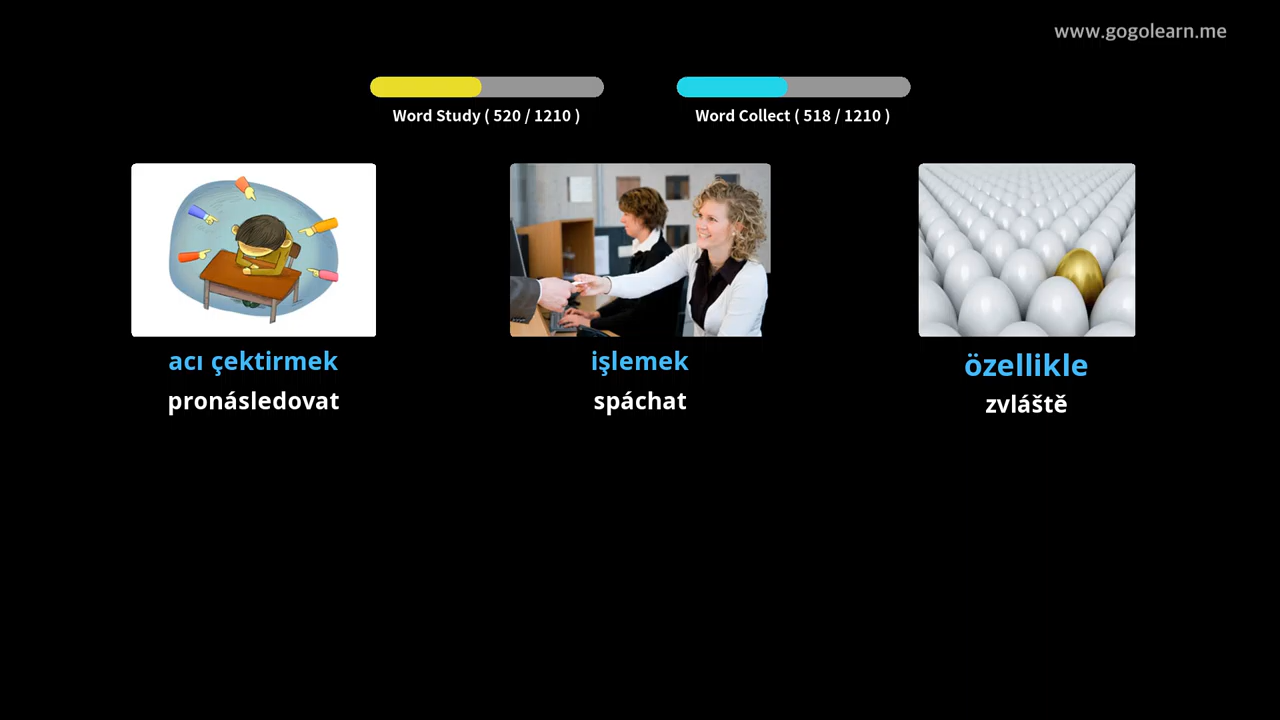 www.gogolearn.me
Word Study ( 520 / 1210 )
Word Collect ( 518 / 1210 )
acı çektirmek
pronásledovat
işlemek
spáchat
özellikle
zvláště